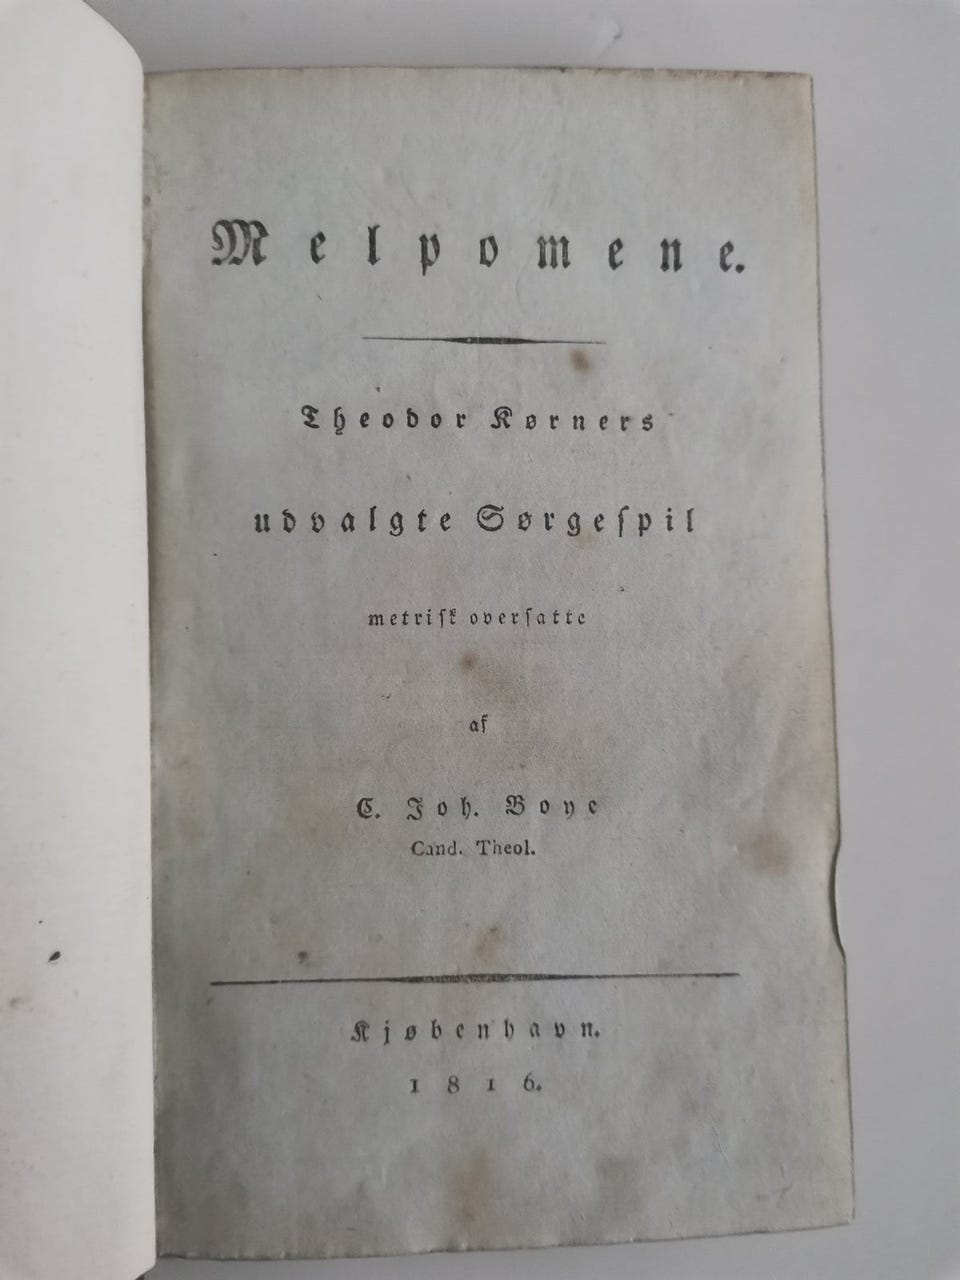 Melpomene.
Theodor Kørners
udvalgte Sørgeſpil
metriſk overſatte
af
C. Joh. Boye
Cand. Theol.
Kjøbenhavn.
1816.